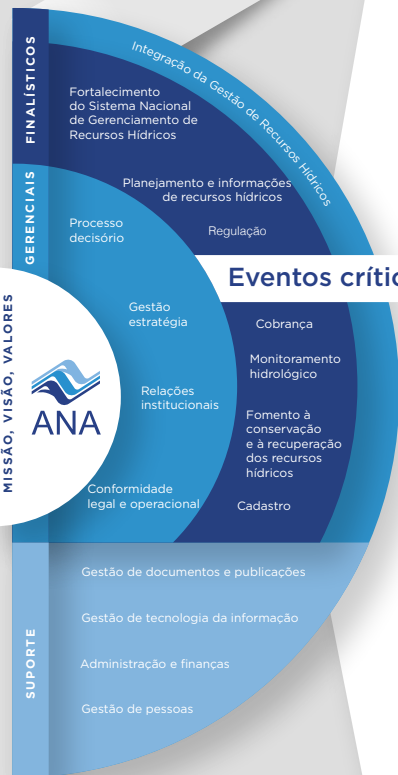 FINALÍSTICOS
Integração da Gestão de Recursos Hídricos
Fortalecimento
do Sistema Nacional
de Gerenciamento de
Recursos Hídricos
Planejamento e informações
de recursos hídricos
Regulação
Eventos crític
Cobrança
Monitoramento
hidrológico
Fomento à
conservação
e à recuperação
dos recursos
hídricos
Cadastro
GERENCIAIS
Processo
decisório
Gestão
estratégia
Relações
institucionais
Conformidade
legal e operacional
MISSÃO, VISÃO, VALORES
ANA
SUPORTE
Gestão de documentos e publicações
Gestão de tecnologia da informação
Administração e finanças
Gestão de pessoas